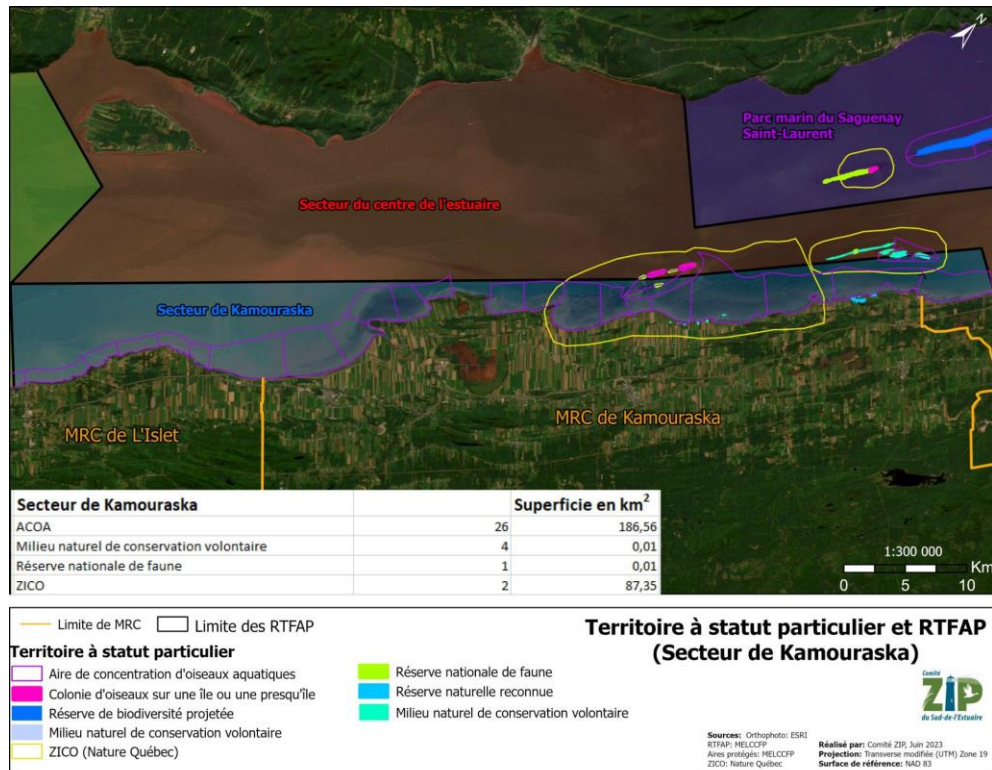 N
Parc marin du Saguenay
Saint-Laurent
Secteur du centre de l'estuaire
Secteur de Kamouraska
MRC de L'Islet
MRC de Kamouraska
Secteur de Kamouraska Superficie en km²
ACOA 26 186,56
Milieu naturel de conservation volontaire 4 0,01
Réserve nationale de faune 1 0,01
ZICO 2 87,35
1:300 000
Km
0 5 10
Limite de MRC Limite des RTFAP
Territoire à statut particulier
Aire de concentration d'oiseaux aquatiques
Colonie d'oiseaux sur une île ou une presqu'île
Réserve de biodiversité projetée
Milieu naturel de conservation volontaire
ZICO (Nature Québec)
Réserve nationale de faune
Réserve naturelle reconnue
Milieu naturel de conservation volontaire
Territoire à statut particulier et RTFAP
(Secteur de Kamouraska)
Comité
ZIP
du Sud-de-l'Estuaire
Sources: Orthophoto: ESRI
RTFAP: MELCCFP
Aires protégés: MELCCFP
ZICO: Nature Québec
Réalisé par: Comité ZIP, Juin 2023
Projection: Transverse modifiée (UTM) Zone 19
Surface de référence: NAD 83